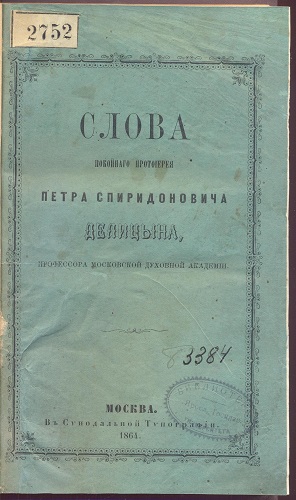 2752
СЛОВА
ПОКОЙНАГО ПРОТОІЕРЕЯ
ПЕТРА СПИРИДОНОВИЧА
ДЕЛИЦЫНА,
ПРОФЕССОРА МОСКОВСКОЙ ДУХОВНОЙ АКАДЕМІИ.
3384
МОСКВА.
Въ Синодальной Типографіи.
1861.